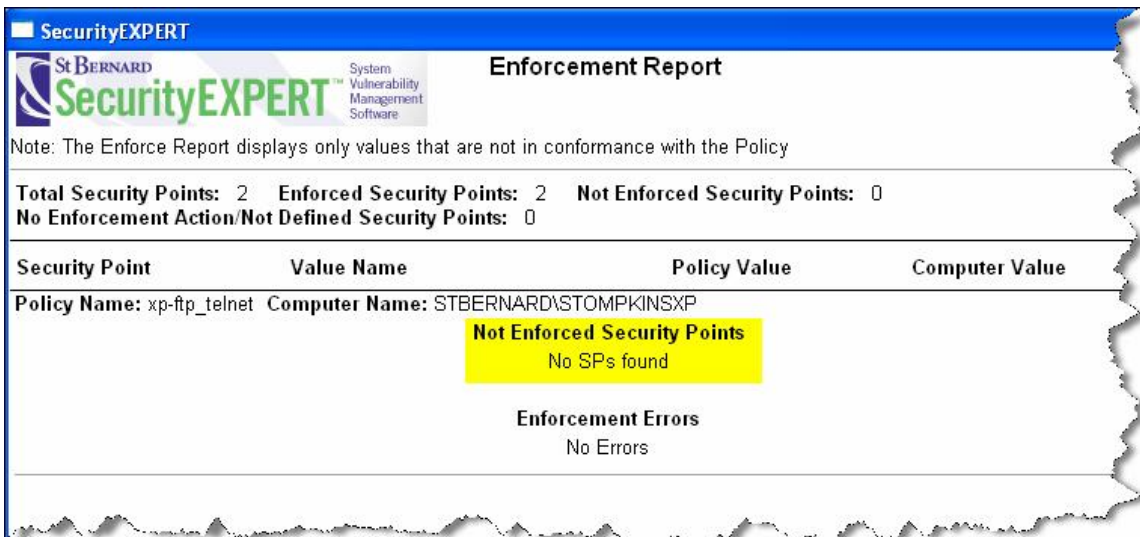 SecurityEXPERT
ST BERNARD
SecurityEXPERT™
System
Vulnerability
Management
Software
Enforcement Report
Note: The Enforce Report displays only values that are not in conformance with the Policy
Total Security Points: 2 Enforced Security Points: 2 Not Enforced Security Points: 0
No Enforcement Action/Not Defined Security Points: 0
Security Point Value Name Policy Value Computer Value
Policy Name: xp-ftp_telnet Computer Name: STBERNARD\STOMPKINSXP
Not Enforced Security Points
No SPs found
Enforcement Errors
No Errors